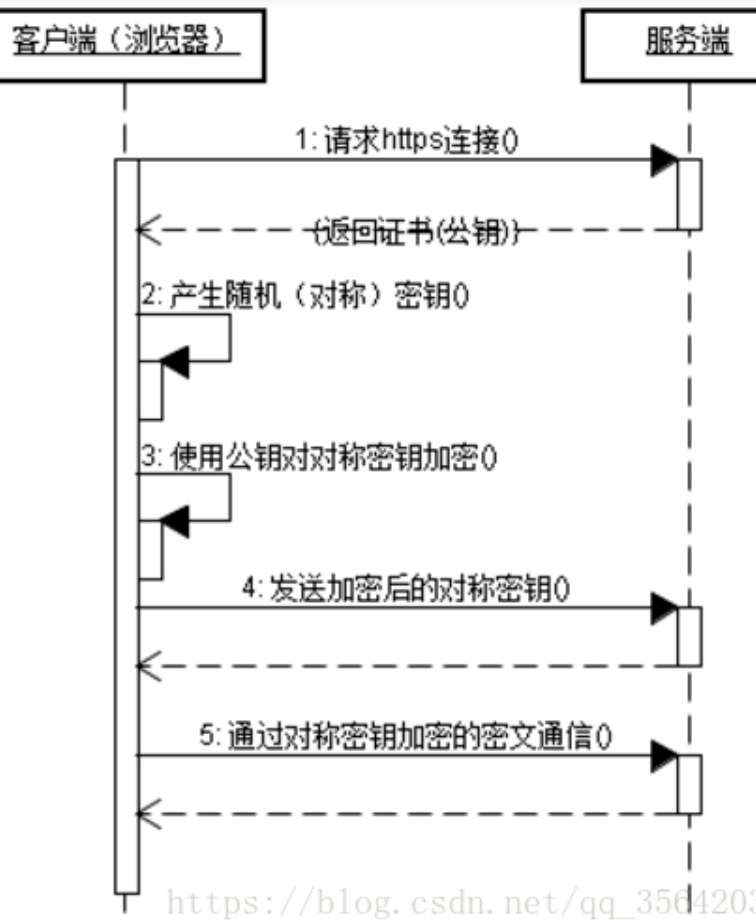 客户端（浏览器）
服务端
1:请求https连接()
{返回证书(公钥)}
2:产生随机（对称）密钥()
3:使用公钥对对称密钥加密()
4:发送加密后的对称密钥()
5:通过对称密钥加密的密文通信()
https://blog.csdn.net/qq_3564203